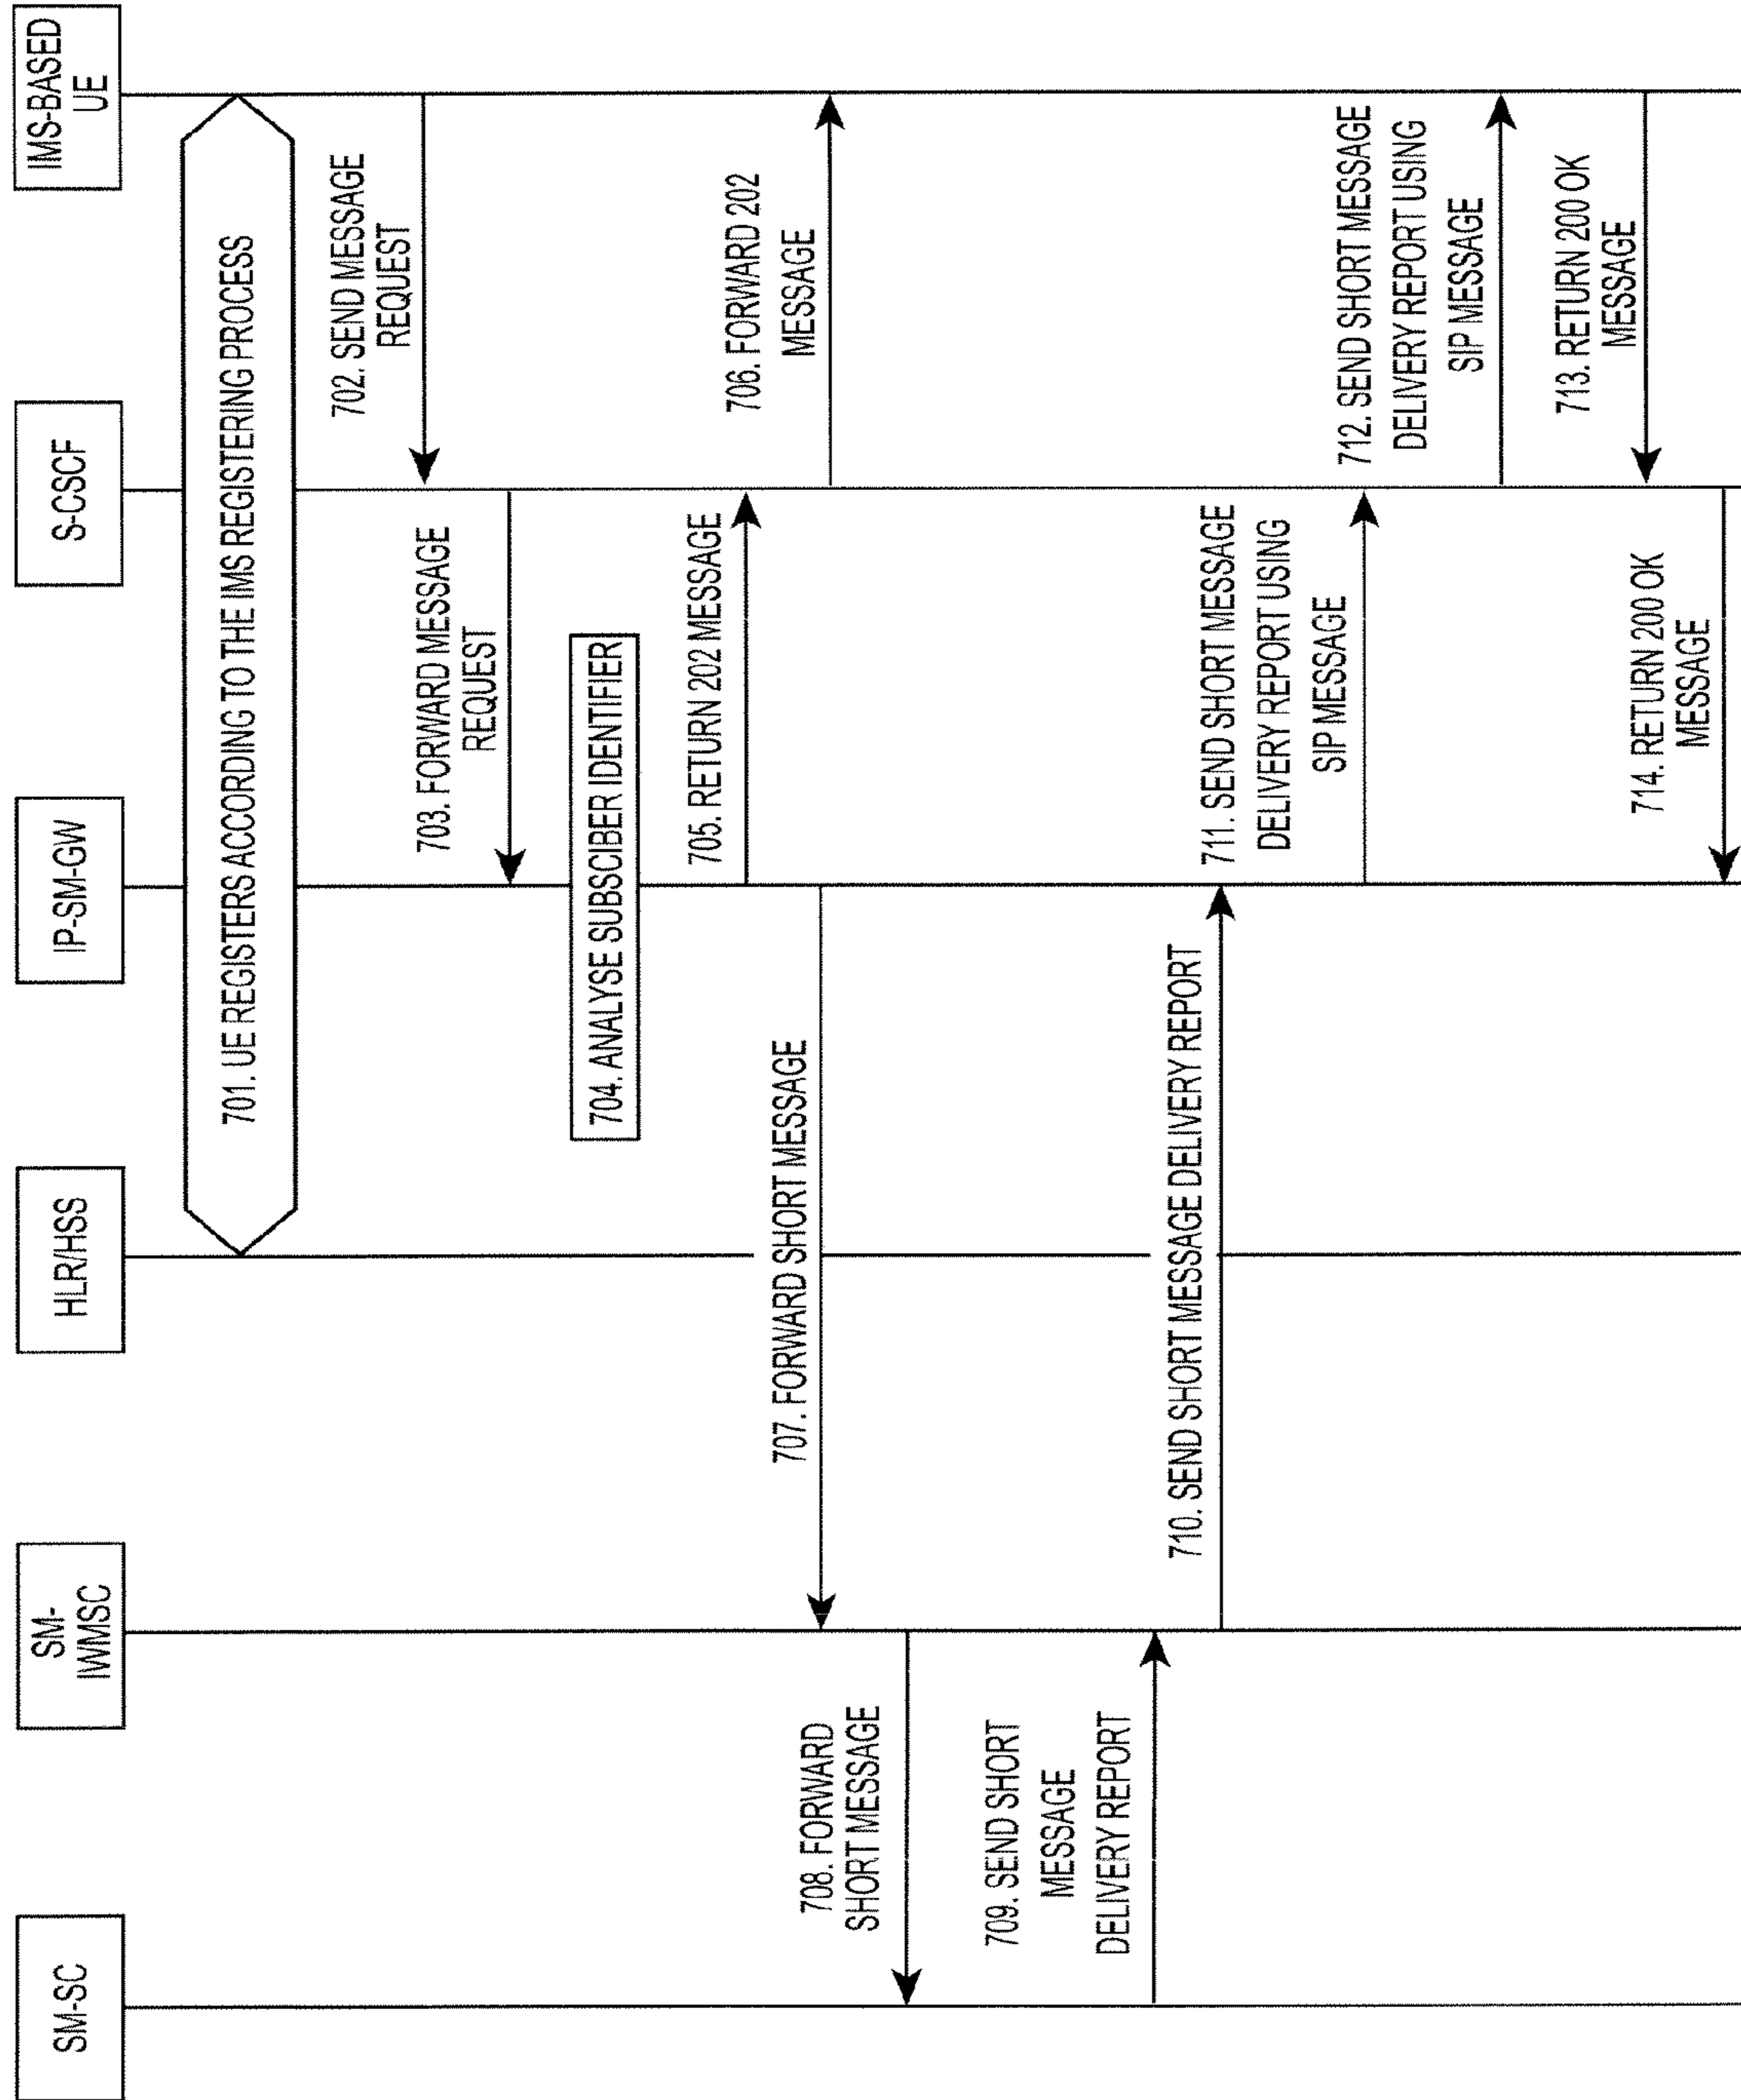 SM-SC
SM-
IWMSC
HLR/HSS
IP-SM-GW
S-CSCF
IMS-BASED
UE
701. UE REGISTERS ACCORDING TO THE IMS REGISTERING PROCESS
702. SEND MESSAGE
REQUEST
703. FORWARD MESSAGE
REQUEST
704. ANALYSE SUBSCIBER IDENTIFIER
705. RETURN 202 MESSAGE
706. FORWARD 202
MESSAGE
707. FORWARD SHORT MESSAGE
708. FORWARD
SHORT MESSAGE
709. SEND SHORT
MESSAGE
DELIVERY REPORT
710. SEND SHORT MESSAGE DELIVERY REPORT
711. SEND SHORT MESSAGE
DELIVERY REPORT USING
SIP MESSAGE
712. SEND SHORT MESSAGE
DELIVERY REPORT USING
SIP MESSAGE
713. RETURN 200 OK
MESSAGE
714. RETURN 200 OK
MESSAGE